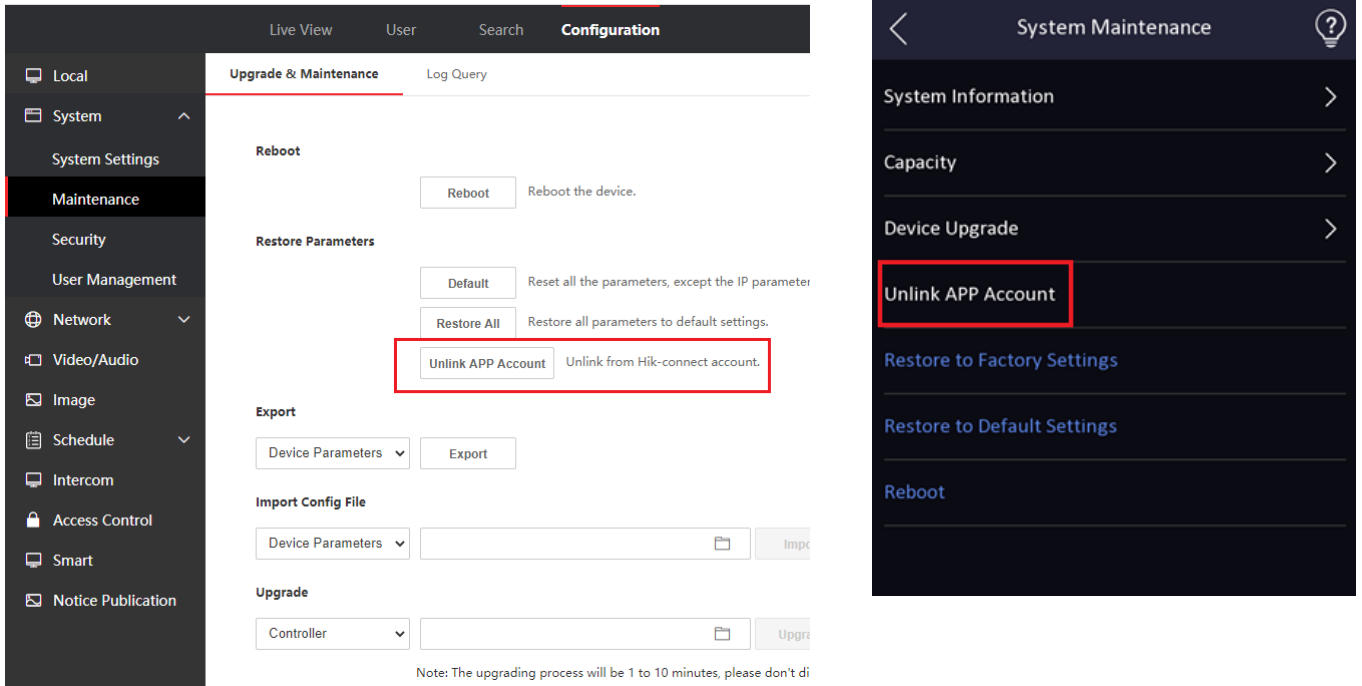 Live View User Search Configuration
Local
System
System Settings
Maintenance
Security
User Management
Network
Video/Audio
Image
Schedule
Intercom
Access Control
Smart
Notice Publication
Upgrade & Maintenance Log Query
Reboot
Reboot Reboot the device.
Restore Parameters
Default Reset all the parameters, except the IP parameter
Restore All Restore all parameters to default settings.
Unlink APP Account Unlink from Hik-connect account.
Export
Device Parameters Export
Import Config File
Device Parameters Impo
Upgrade
Controller Upgra
Note: The upgrading process will be 1 to 10 minutes, please don't di
System Maintenance
System Information
Capacity
Device Upgrade
Unlink APP Account
Restore to Factory Settings
Restore to Default Settings
Reboot